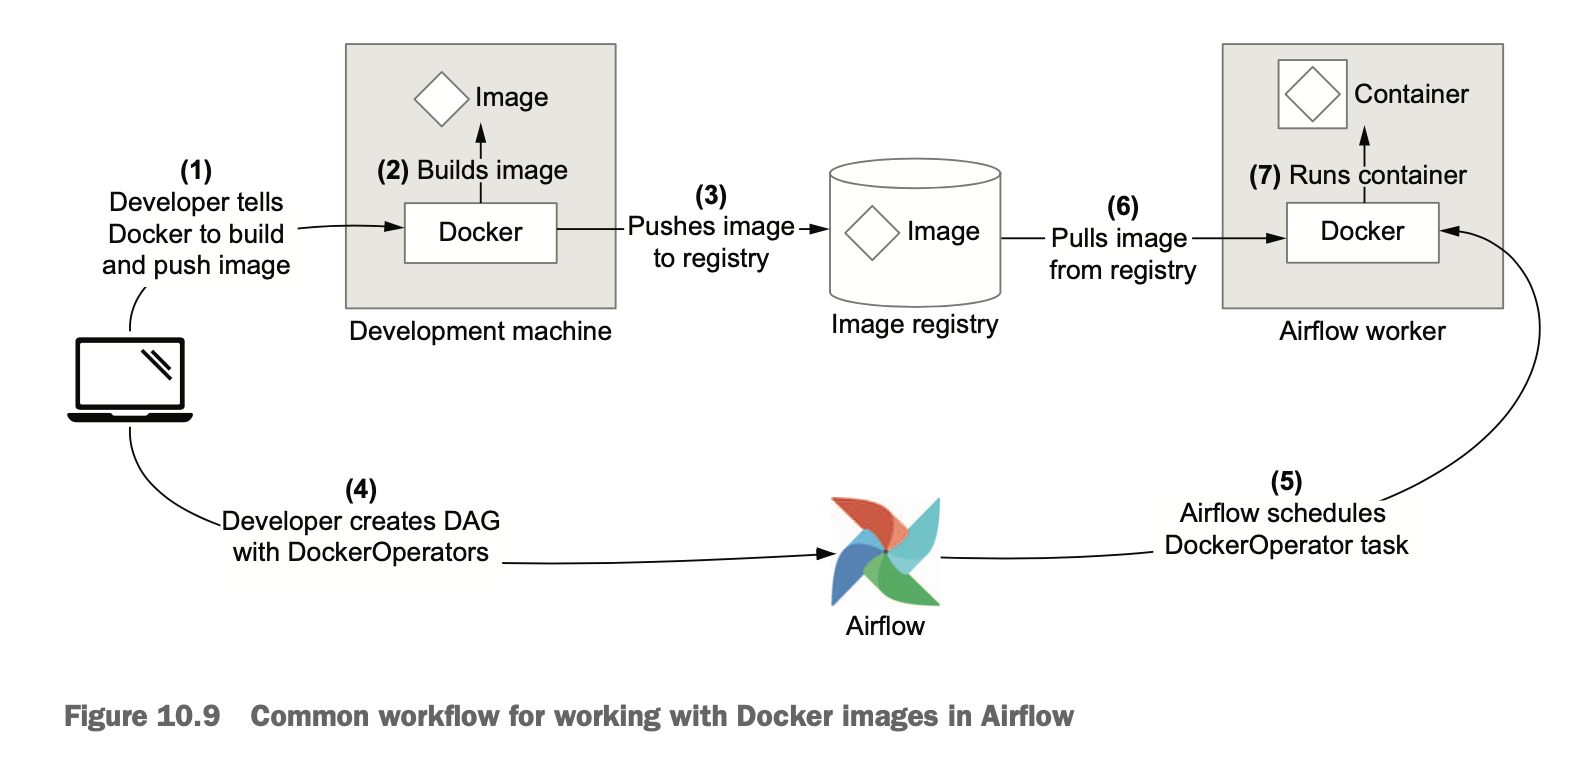 Image
(2) Builds image
Docker
Development machine
(1)
Developer tells
Docker to build
and push image
(3)
Pushes image
to registry
Image
Image registry
(6)
Pulls image
from registry
Container
(7) Runs container
Docker
Airflow worker
(4)
Developer creates DAG
with DockerOperators
Airflow
(5)
Airflow schedules
DockerOperator task
Figure 10.9 Common workflow for working with Docker images in Airflow